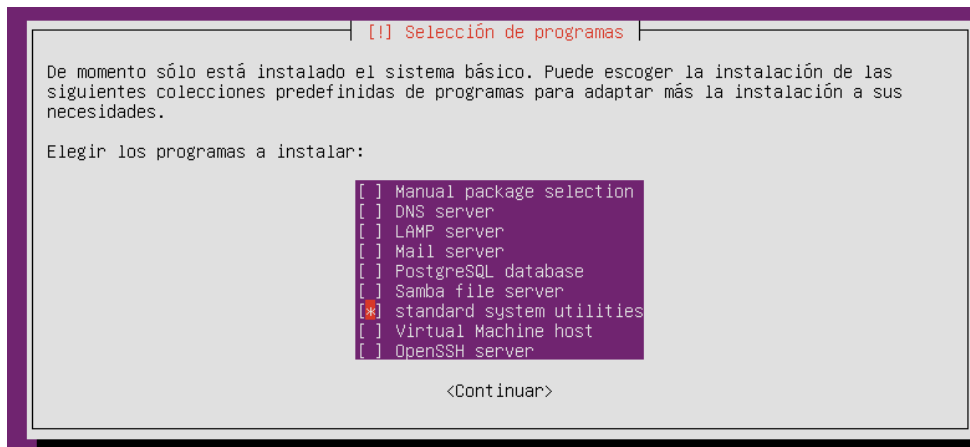 [!] Selección de programas
De momento sólo está instalado el sistema básico. Puede escoger la instalación de las
siguientes colecciones predefinidas de programas para adaptar más la instalación a sus
necesidades.
Elegir los programas a instalar:
[ ] Manual package selection
[ ] DNS server
[ ] LAMP server
[ ] Mail server
[ ] PostgreSQL database
[ ] Samba file server
[*] standard system utilities
[ ] Virtual Machine host
[ ] OpenSSH server
<Continuar>